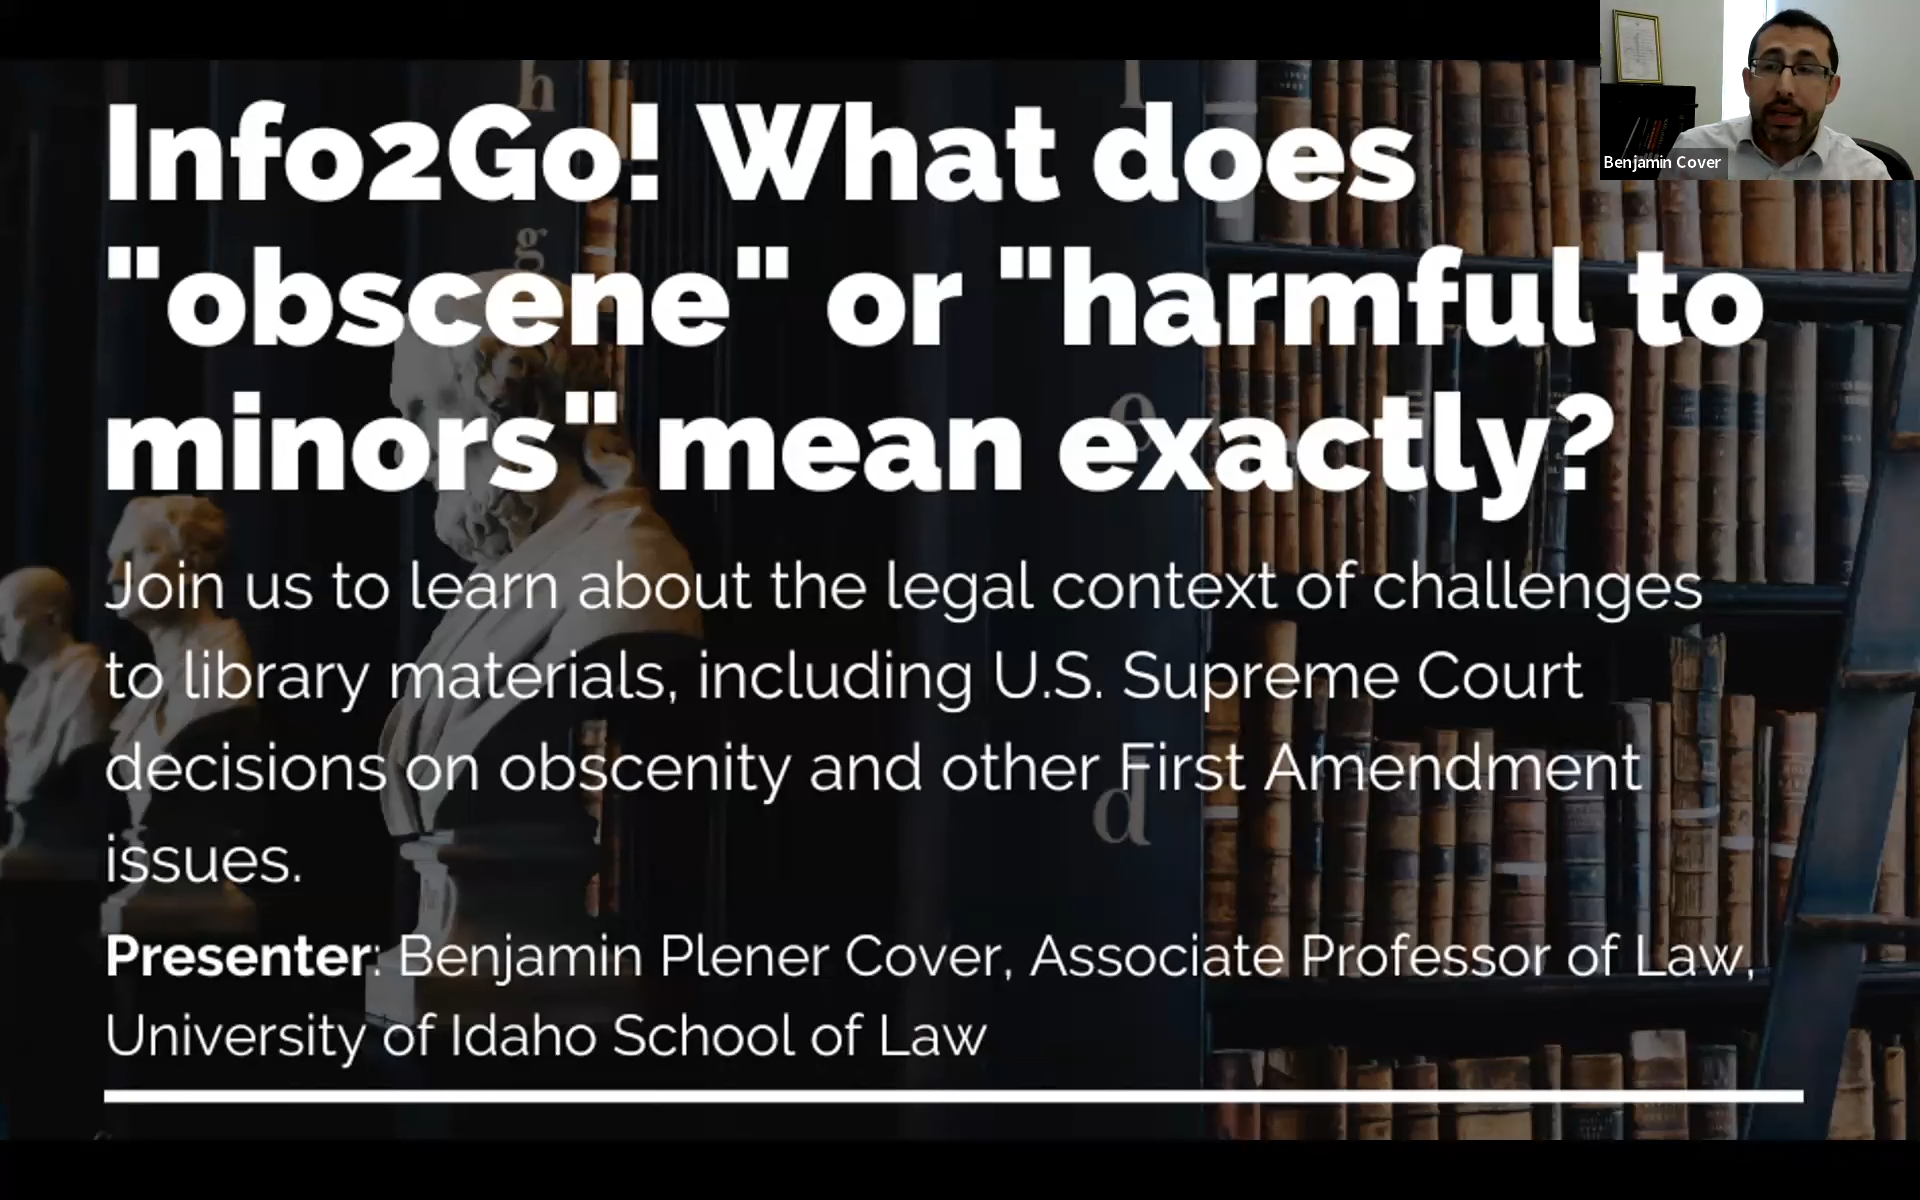 Info2Go! What does
"obscene" or "harmful to
minors" mean exactly?
Join us to learn about the legal context of challenges
to library materials, including U.S. Supreme Court
decisions on obscenity and other First Amendment
issues.
Presenter: Benjamin Plener Cover, Associate Professor of Law,
University of Idaho School of Law
Benjamin Cover
h
g
l
e
d